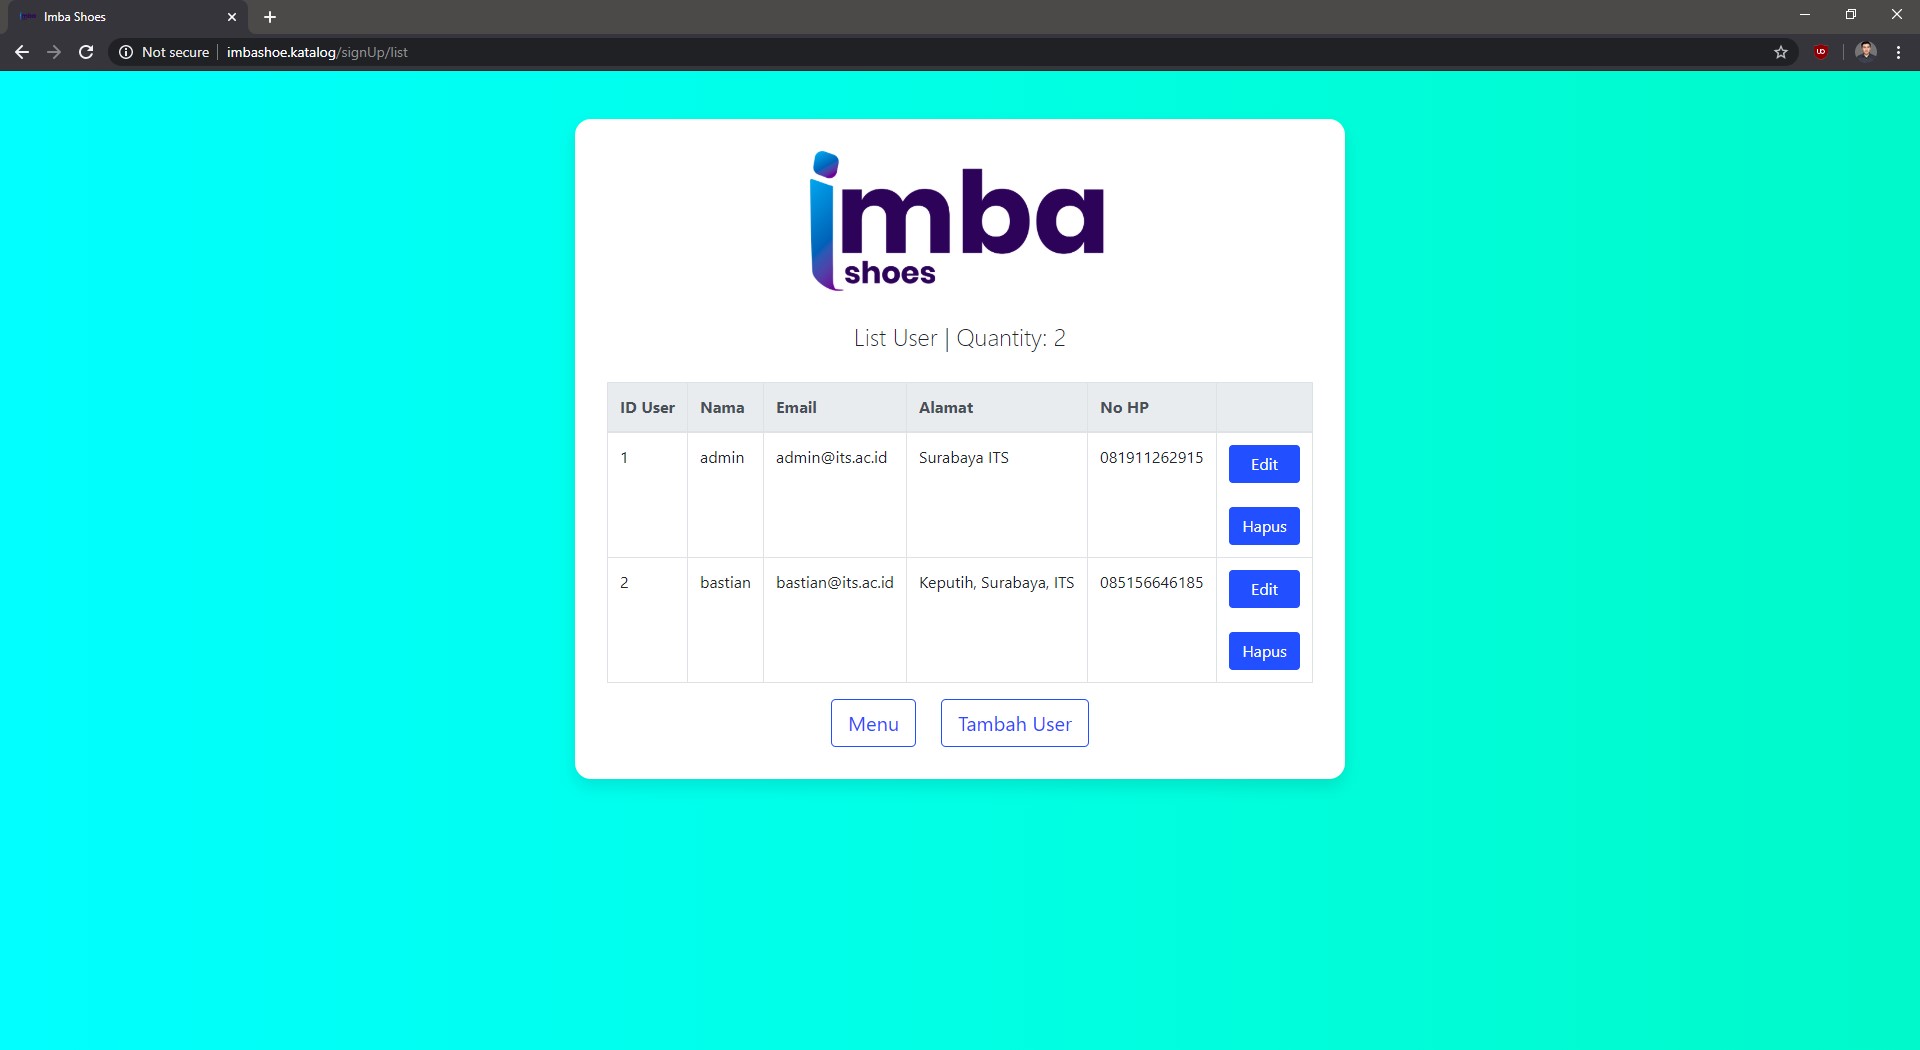 Imba Shoes
Not secure imbashoe.katalog/signUp/list
imba
shoes
List User | Quantity: 2
ID User Nama Email Alamat No HP
1 admin admin@its.ac.id Surabaya ITS 081911262915 Edit
Hapus
2 bastian bastian@its.ac.id Keputih, Surabaya, ITS 085156646185 Edit
Hapus
Menu Tambah User